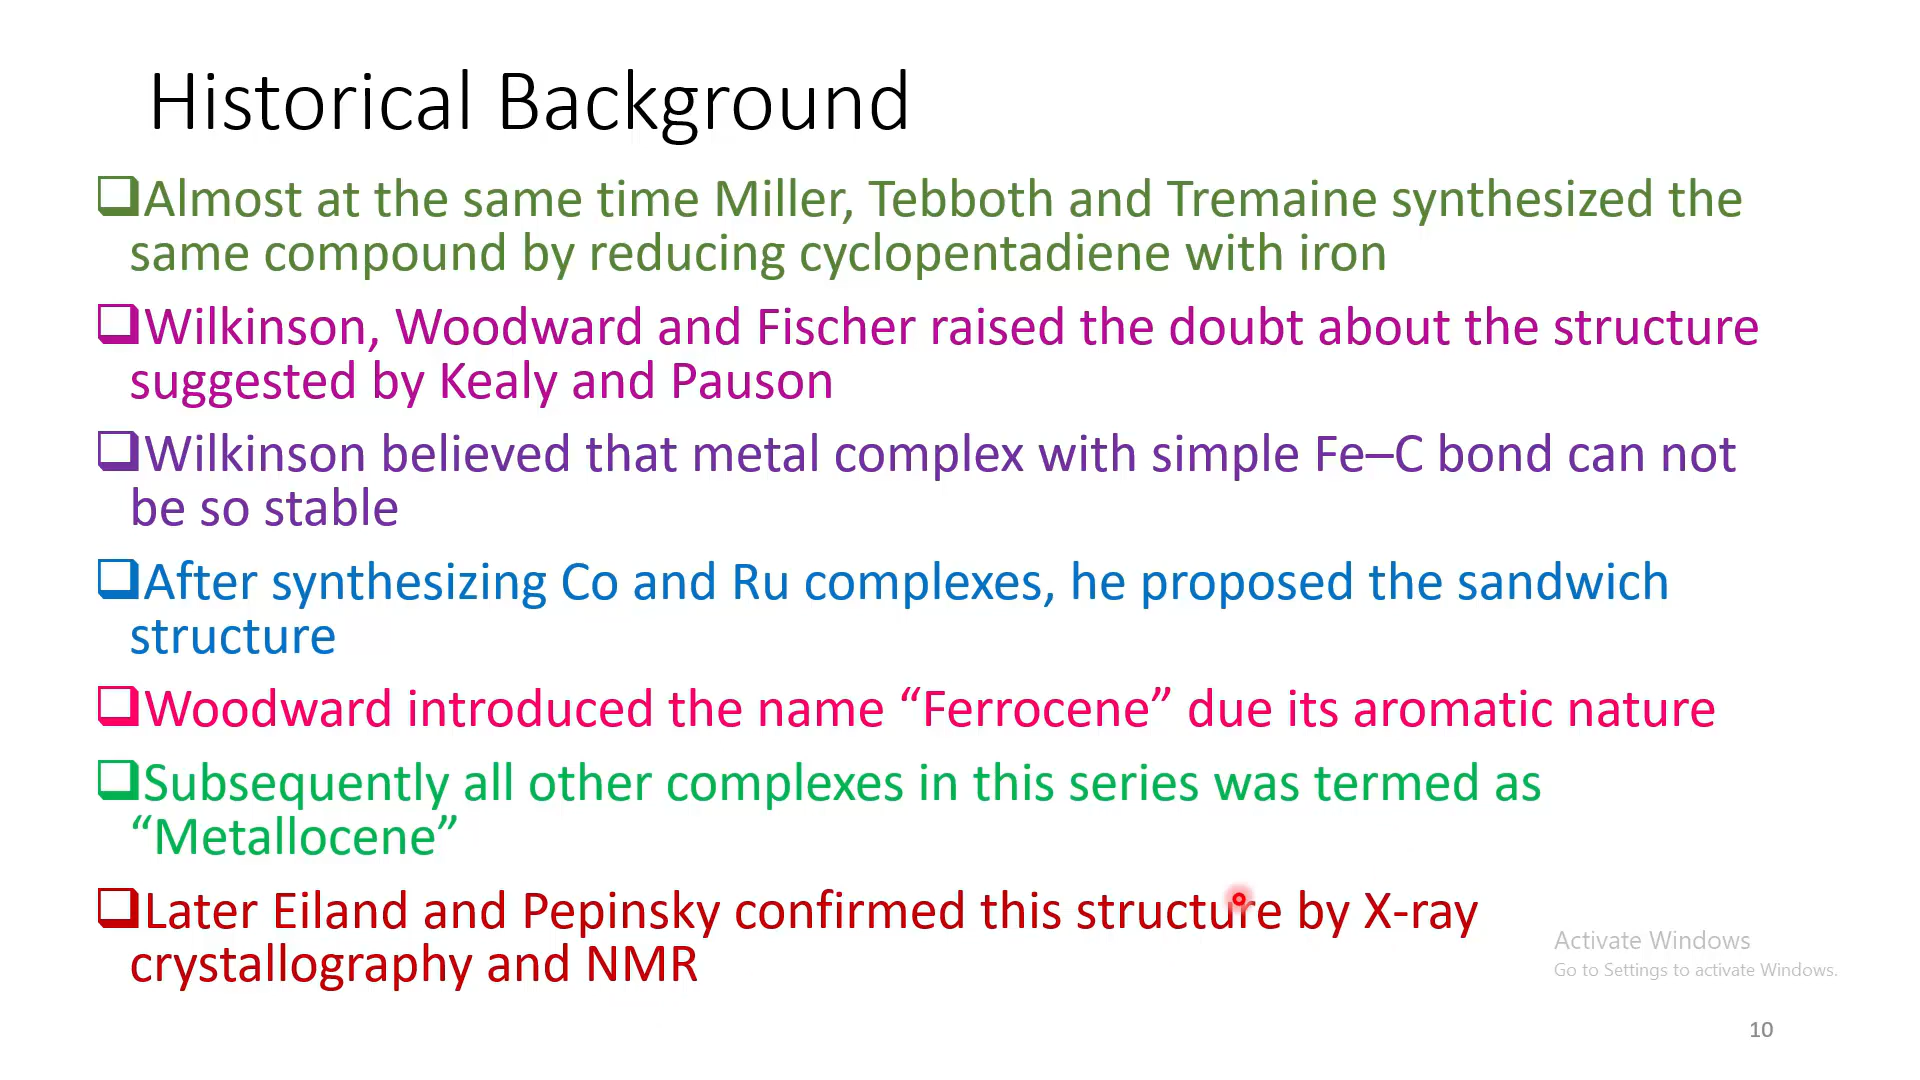 Historical Background
❑Almost at the same time Miller, Tebboth and Tremaine synthesized the
same compound by reducing cyclopentadiene with iron
❑Wilkinson, Woodward and Fischer raised the doubt about the structure
suggested by Kealy and Pauson
❑Wilkinson believed that metal complex with simple Fe–C bond can not
be so stable
❑After synthesizing Co and Ru complexes, he proposed the sandwich
structure
❑Woodward introduced the name “Ferrocene” due its aromatic nature
❑Subsequently all other complexes in this series was termed as
“Metallocene”
❑Later Eiland and Pepinsky confirmed this structure by X-ray
crystallography and NMR
Activate Windows
Go to Settings to activate Windows.
10